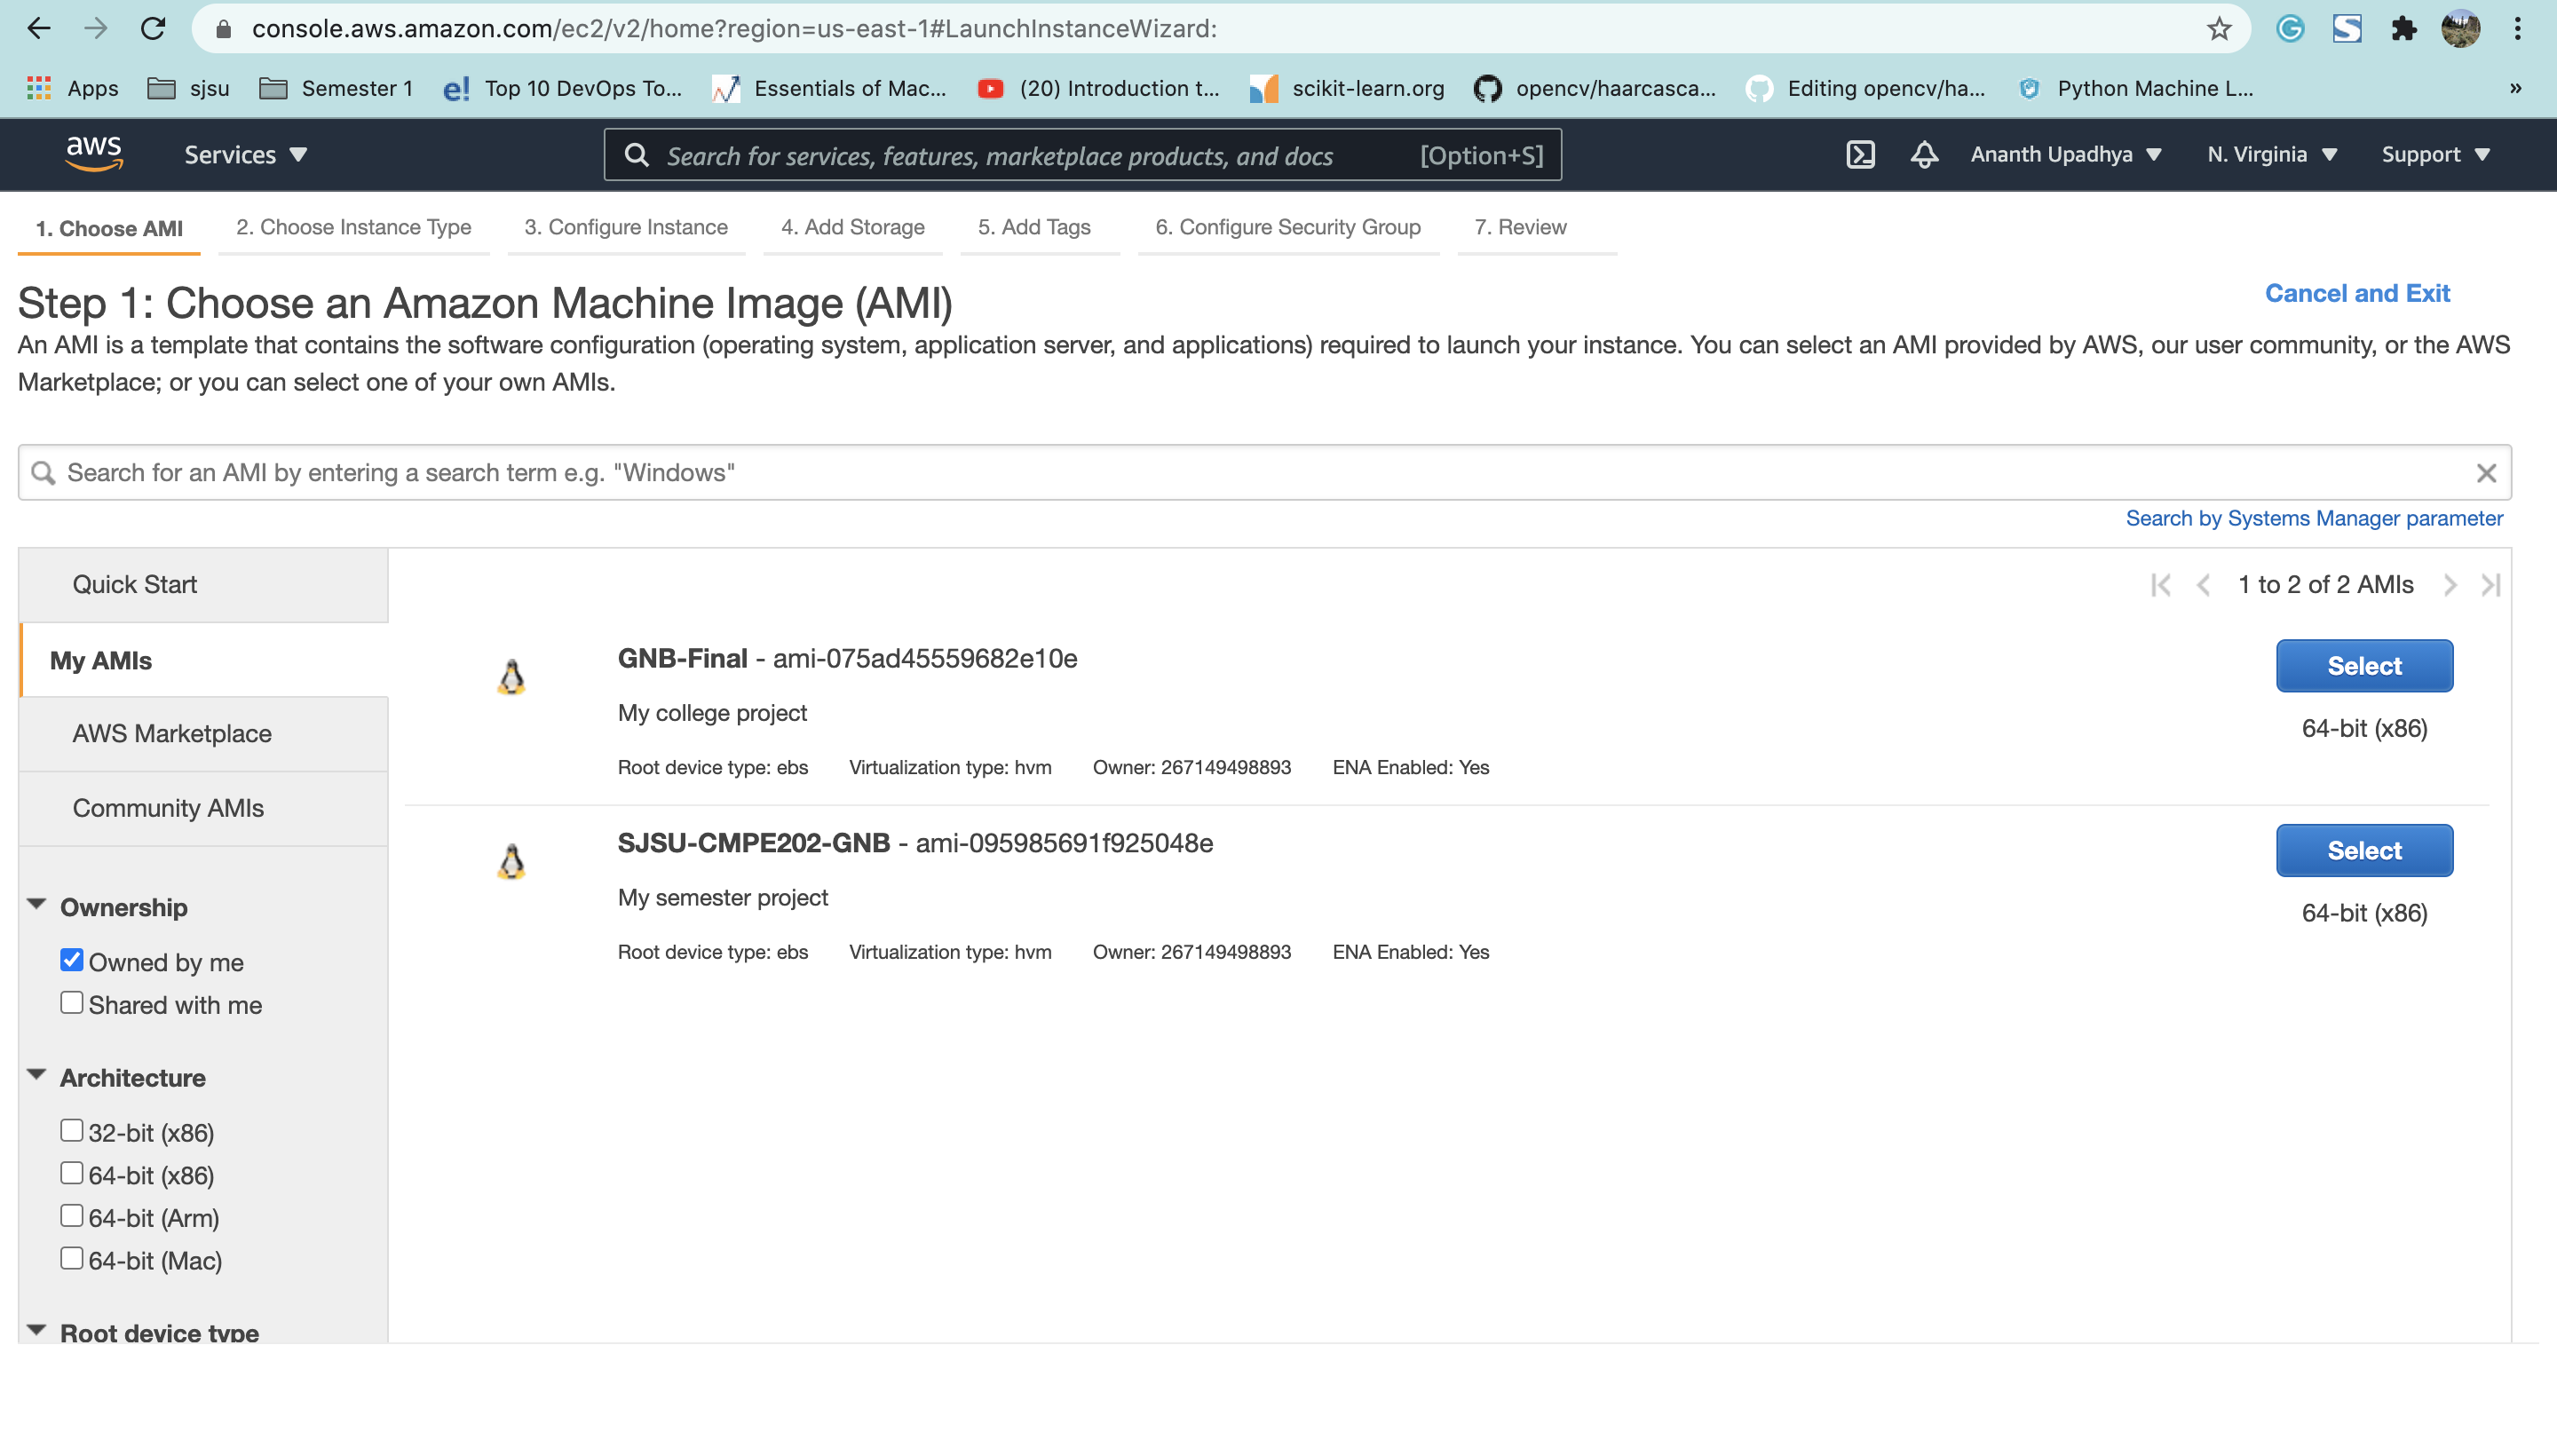 console.aws.amazon.com/ec2/v2/home?region=us-east-1#LaunchInstanceWizard:
Apps sjsu Semester 1 e! Top 10 DevOps To... Essentials of Mac... (20) Introduction t... scikit-learn.org opencv/haarcasca... Editing opencv/ha... Python Machine L... »
aws Services Search for services, features, marketplace products, and docs [Option+S] Ananth Upadhya N. Virginia Support
1. Choose AMI 2. Choose Instance Type 3. Configure Instance 4. Add Storage 5. Add Tags 6. Configure Security Group 7. Review
Step 1: Choose an Amazon Machine Image (AMI) Cancel and Exit
An AMI is a template that contains the software configuration (operating system, application server, and applications) required to launch your instance. You can select an AMI provided by AWS, our user community, or the AWS
Marketplace; or you can select one of your own AMIs.
Search for an AMI by entering a search term e.g. "Windows"
Search by Systems Manager parameter
Quick Start
My AMIs
AWS Marketplace
Community AMIs
Ownership
Owned by me
Shared with me
Architecture
32-bit (x86)
64-bit (x86)
64-bit (Arm)
64-bit (Mac)
Root device type
1 to 2 of 2 AMIs
GNB-Final - ami-075ad45559682e10e
Select
My college project
64-bit (x86)
Root device type: ebs Virtualization type: hvm Owner: 267149498893 ENA Enabled: Yes
SJSU-CMPE202-GNB - ami-095985691f925048e
Select
My semester project
64-bit (x86)
Root device type: ebs Virtualization type: hvm Owner: 267149498893 ENA Enabled: Yes